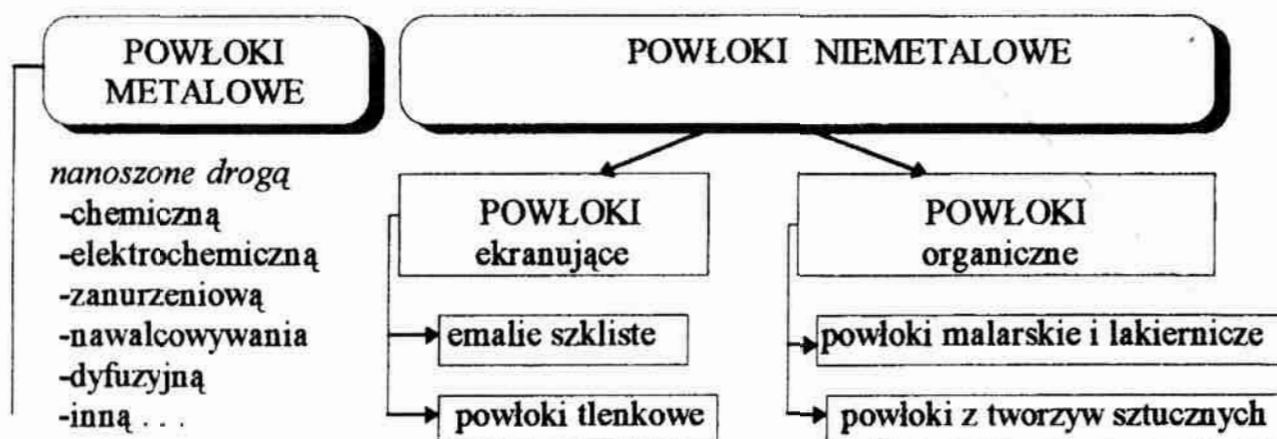 POWŁOKI
METALOWE
nanoszone drogą
-chemiczną
-elektrochemiczną
-zanurzeniową
-nawalcowywania
-dyfuzyjną
-inną . . .
POWŁOKI NIEMETALOWE
POWŁOKI
ekranujące
emalie szkliste
powłoki tlenkowe
POWŁOKI
organiczne
powłoki malarskie i lakiernicze
powłoki z tworzyw sztucznych